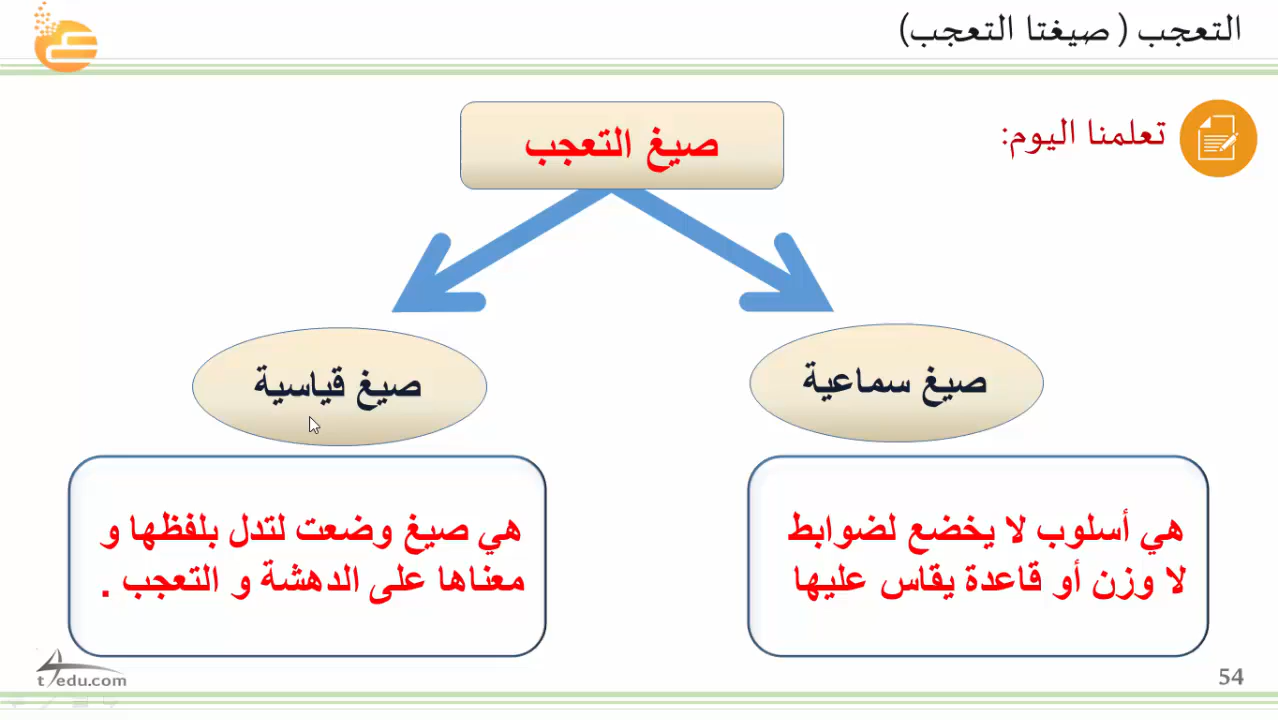 التعجب ( صيغتا التعجب)
تعلمنا اليوم:
صيغ التعجب
صيغ سماعية
صيغ قياسية
هي أسلوب لا يخضع لضوابط
لا وزن أو قاعدة يقاس عليها
هي صيغ وضعت لتدل بلفظها و
معناها على الدهشة و التعجب .
54
t4edu.com